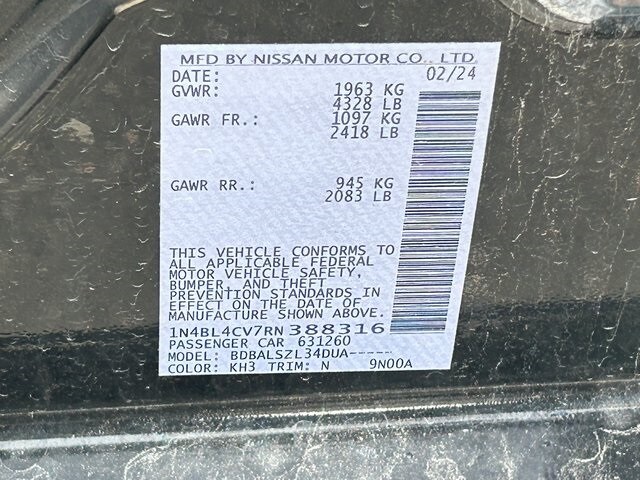 MFD BY NISSAN MOTOR CO., LTD.
DATE: 02/24
GVWR: 1963 KG
4328 LB
GAWR FR.: 1097 KG
2418 LB
GAWR RR.: 945 KG
2083 LB
THIS VEHICLE CONFORMS TO
ALL APPLICABLE FEDERAL
MOTOR VEHICLE SAFETY,
BUMPER, AND THEFT
PREVENTION STANDARDS IN
EFFECT ON THE DATE OF
MANUFACTURE SHOWN ABOVE.
1N4BL4CV7RN388316
PASSENGER CAR 631260
MODEL: BDBALSZL34DUA-----
COLOR: KH3 TRIM: N 9N00A